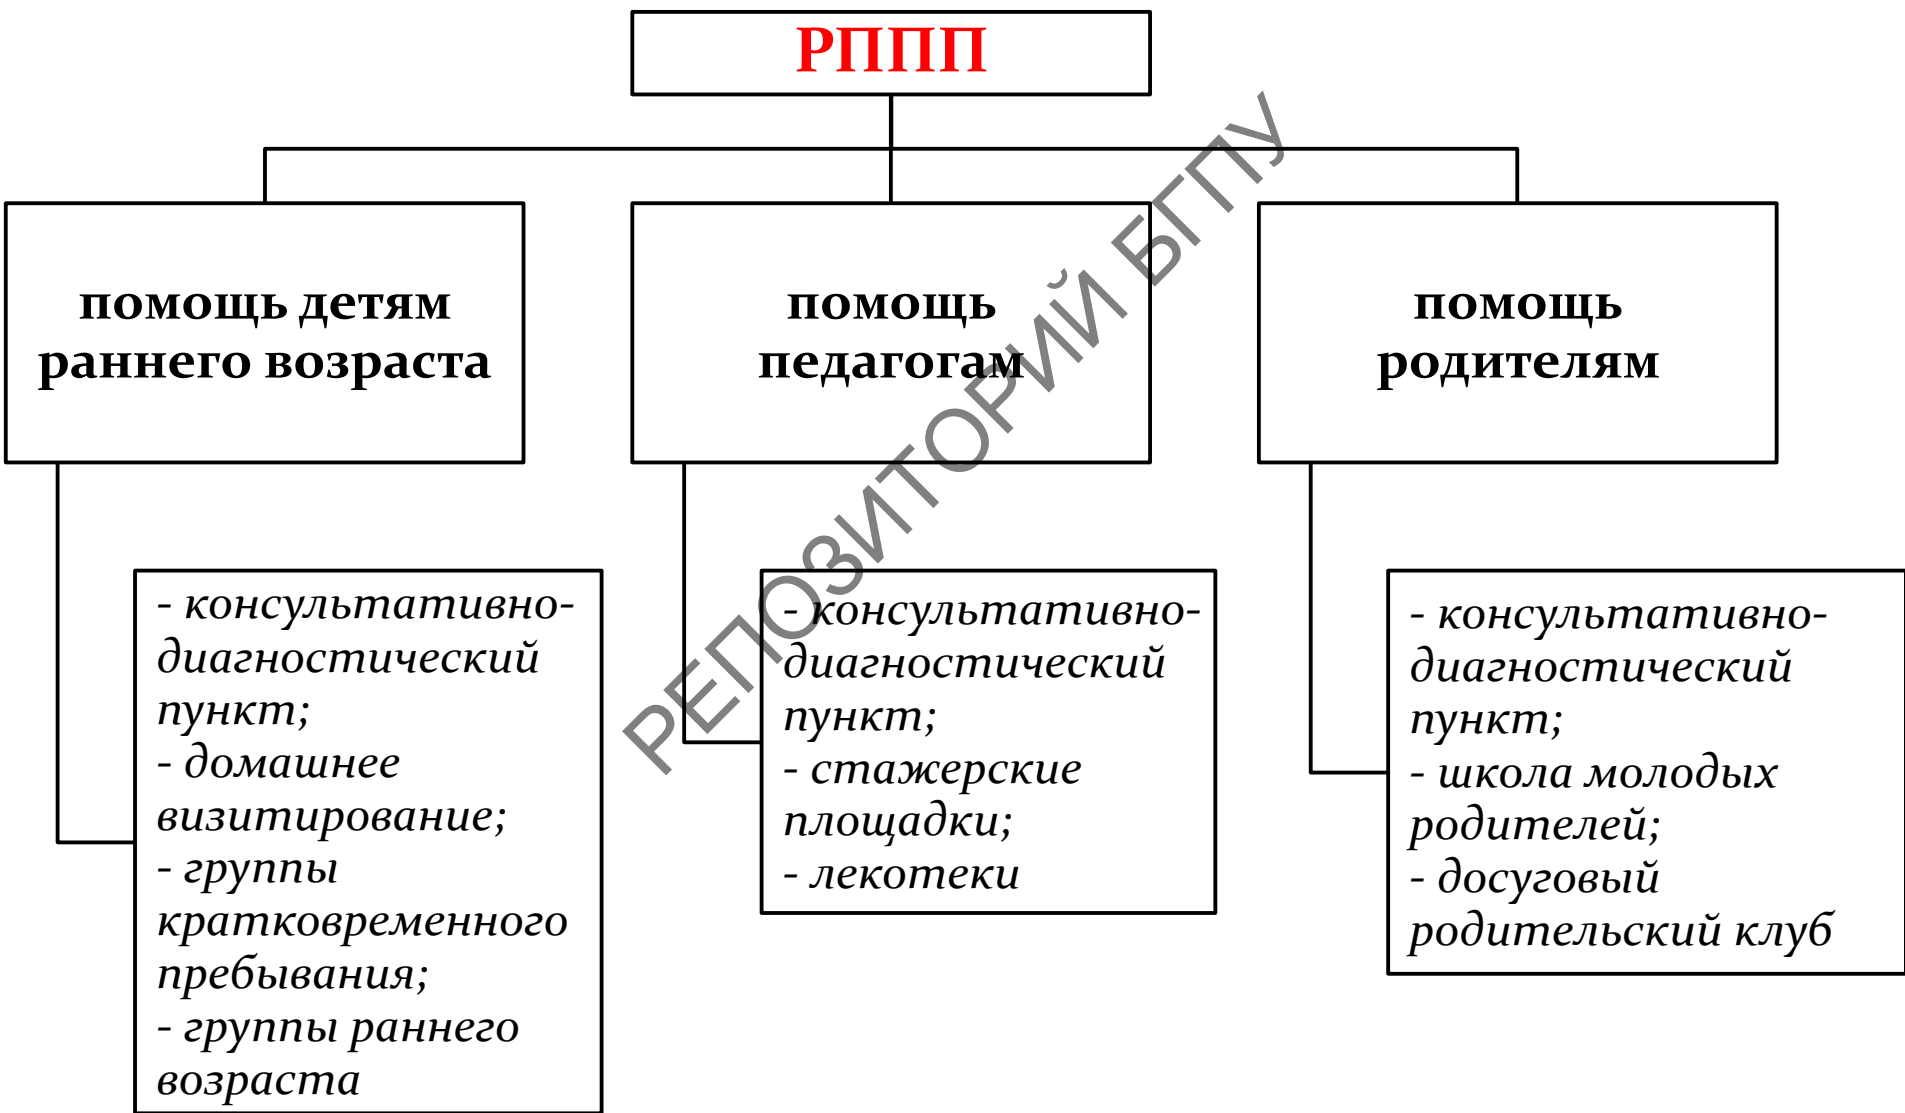 РППП
помощь детям
раннего возраста
помощь
педагогам
помощь
родителям
- консультативно-
диагностический
пункт;
- домашнее
визитирование;
- группы
кратковременного
пребывания;
- группы раннего
возраста
- консультативно-
диагностический
пункт;
- стажерские
площадки;
- лекотеки
- консультативно-
диагностический
пункт;
- школа молодых
родителей;
- досуговый
родительский клуб
РЕПОЗИТОРИЙ БГПУ